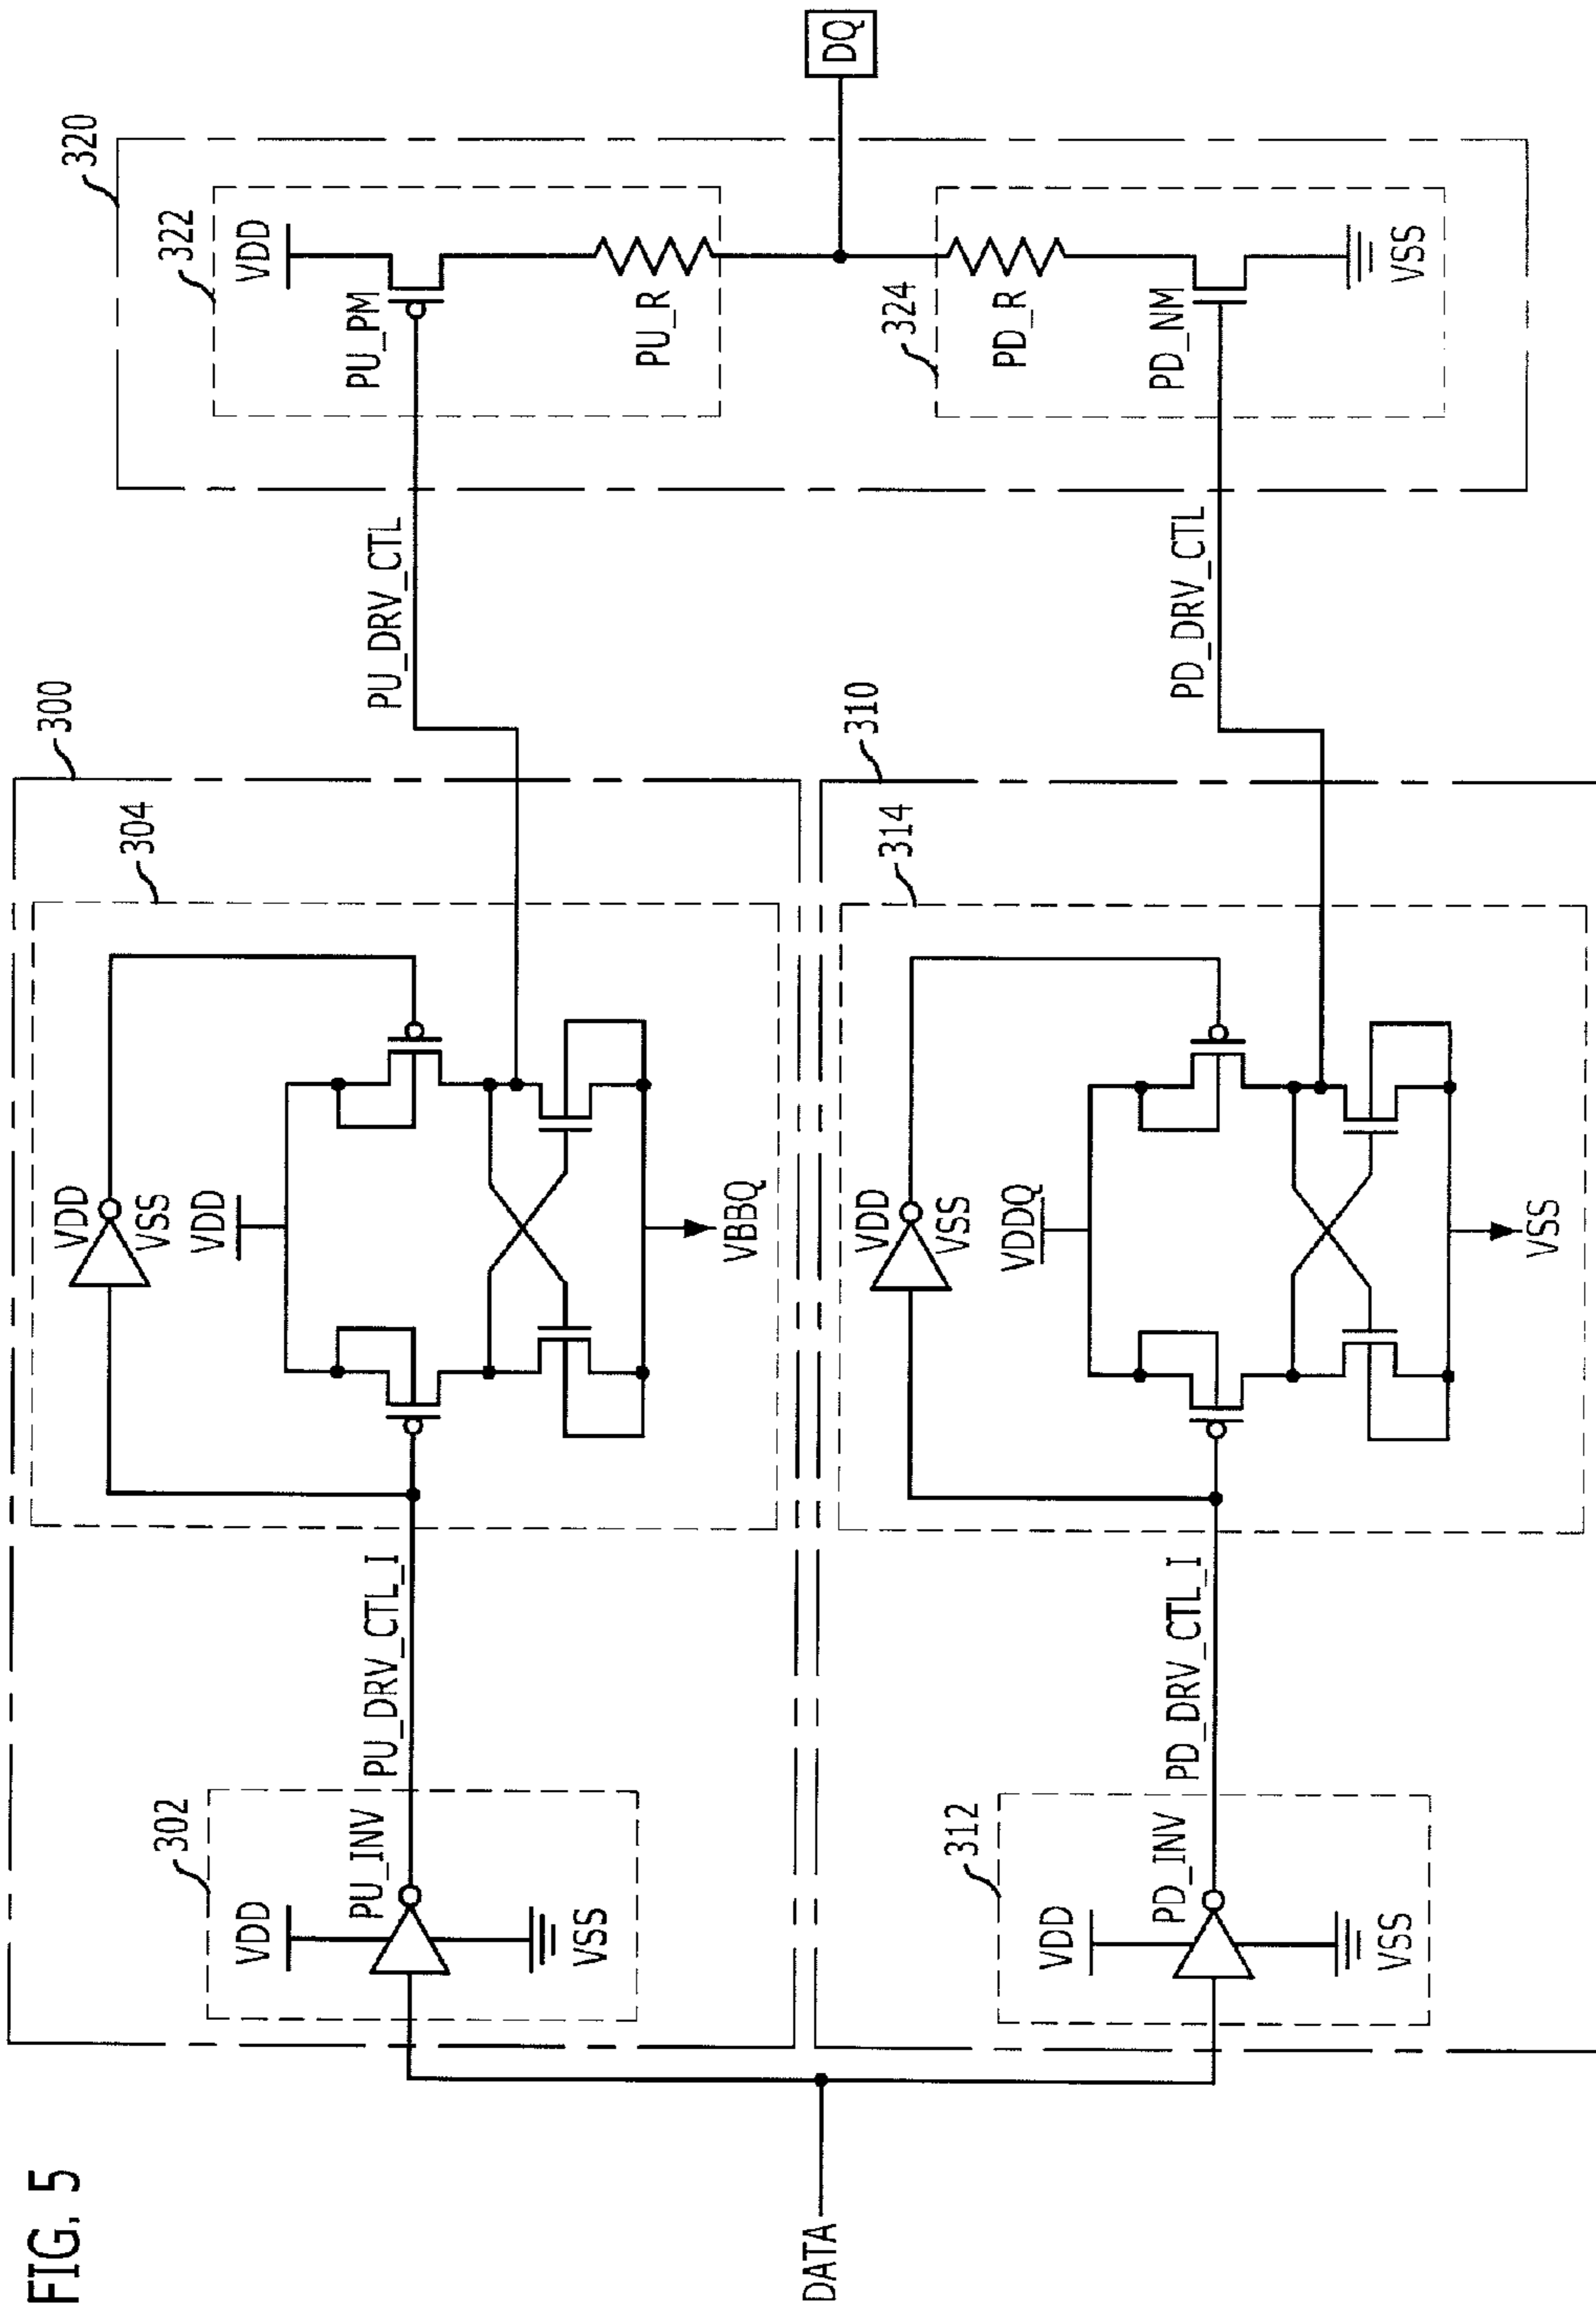 FIG. 5
DATA
302
VDD
PU_INV
VSS
PU_DRV_CTL_I
300
304
VDD
VSS
VDD
VBBQ
PU_DRV_CTL
312
VDD
PD_INV
VSS
PD_DRV_CTL_I
310
314
VDD
VSS
VDDQ
VSS
PD_DRV_CTL
320
322
VDD
PU_PM
PU_R
324
PD_R
PD_NM
VSS
DQ